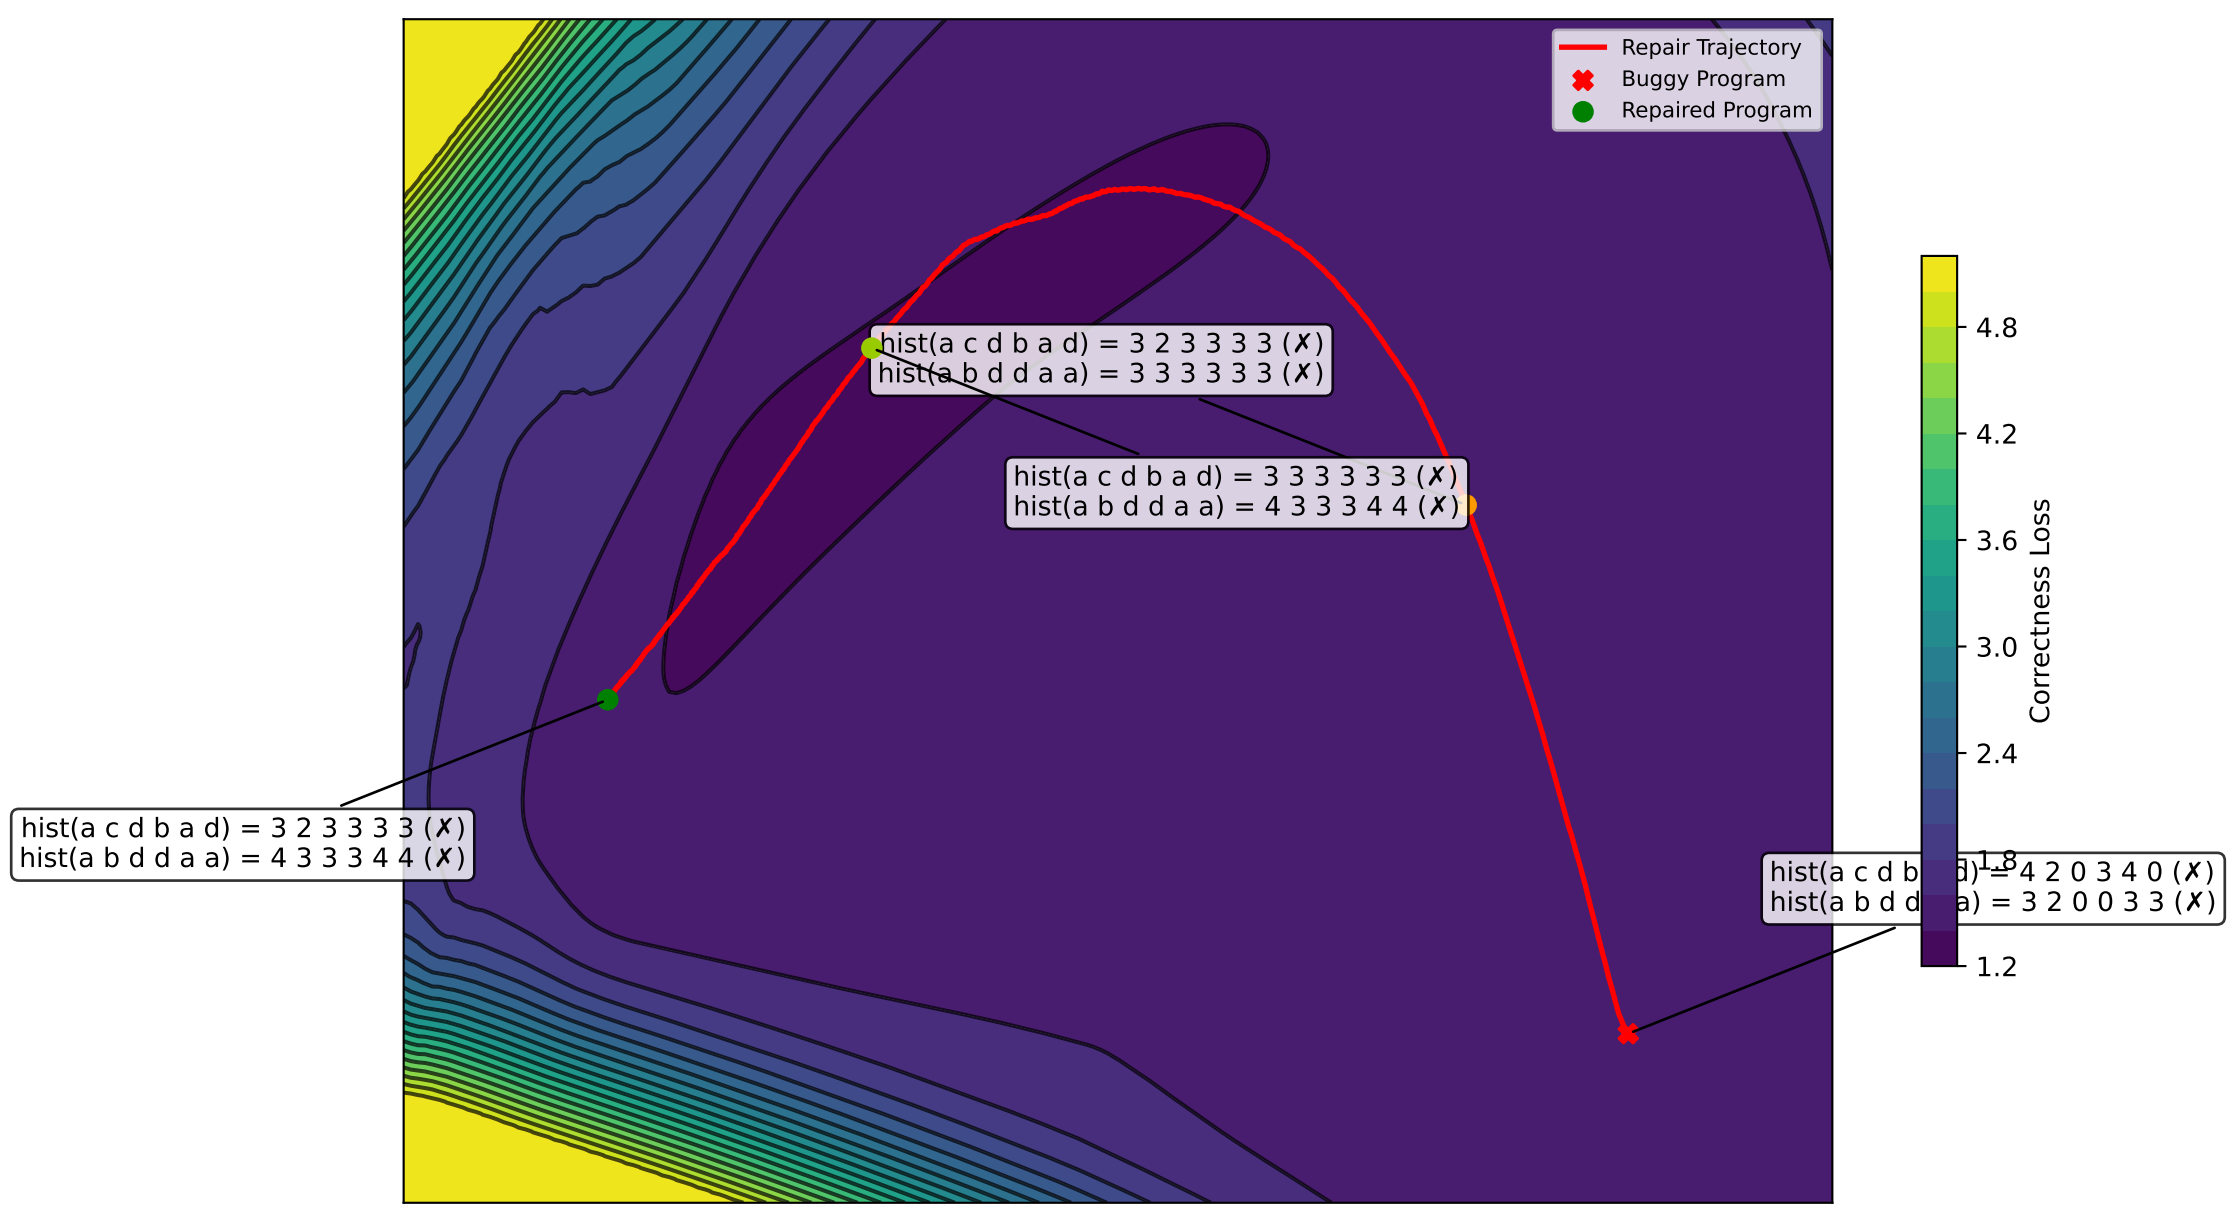 Repair Trajectory
Buggy Program
Repaired Program
hist(a c d b a d) = 3 2 3 3 3 3 (✗)
hist(a b d d a a) = 3 3 3 3 3 3 (✗)
hist(a c d b a d) = 3 3 3 3 3 3 (✗)
hist(a b d d a a) = 4 3 3 3 4 4 (✗)
hist(a c d b a d) = 3 2 3 3 3 3 (✗)
hist(a b d d a a) = 4 3 3 3 4 4 (✗)
hist(a c d b d) = 4 2 0 3 4 0 (✗)
hist(a b d d a) = 3 2 0 0 3 3 (✗)
4.8
4.2
3.6
3.0
2.4
1.8
1.2
Correctness Loss